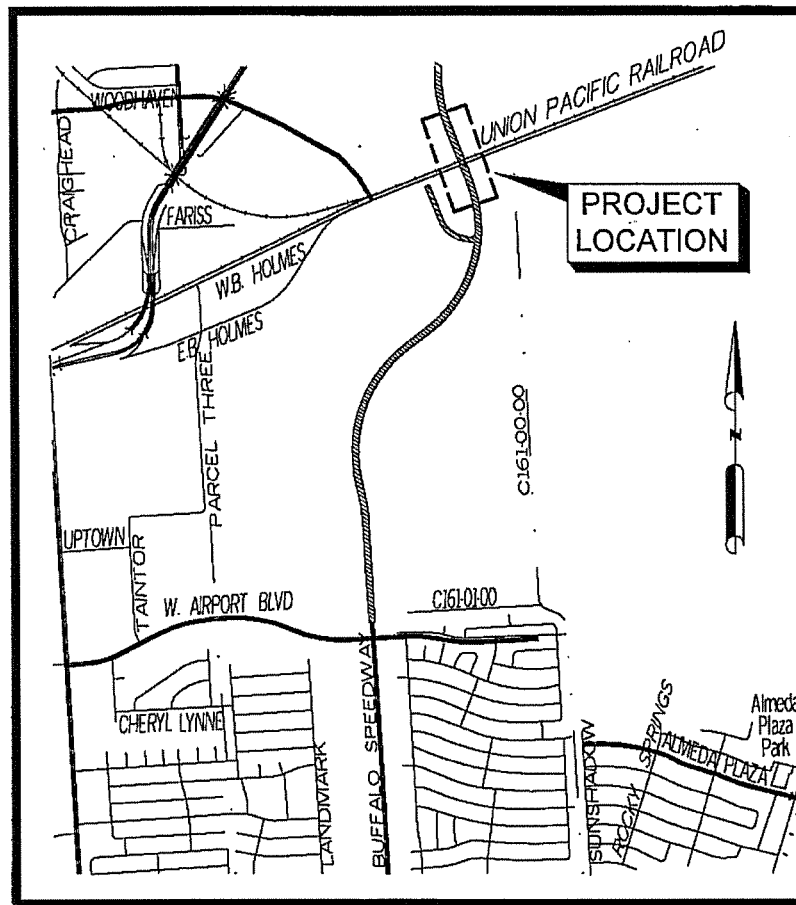 WOODHAVEN
CRAIGHEAD
FARISS
W.B. HOLMES
E.B. HOLMES
UNION PACIFIC RAILROAD
PROJECT
LOCATION
PARCEL THREE
C161-00-00
N
UPTOWN
TAINTOR
W. AIRPORT BLVD
C161-01-00
CHERYL LYNNE
LANDMARK
BUFFALO SPEEDWAY
SUNSHADOW
ROCKY SPRINGS
ALMEDA PLAZA
Almeda
Plaza
Park